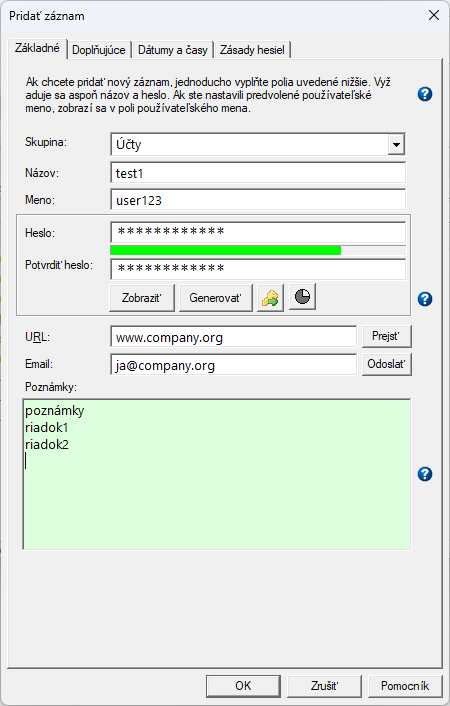 Pridať záznam
Základné Doplňujúce Dátumy a časy Zásady hesiel
Ak chcete pridať nový záznam, jednoducho vyplňte polia uvedené nižšie. Vyž
aduje sa aspoň názov a heslo. Ak ste nastavili predvolené používateľské
meno, zobrazí sa v poli používateľského mena.
Skupina: Účty
Názov: test1
Meno: user123
Heslo: ************
Potvrdiť heslo: ************
Zobraziť Generovať
URL: www.company.org Prejsť
Email: ja@company.org Odoslať
Poznámky:
poznámky
riadok1
riadok2
OK Zrušiť Pomocník